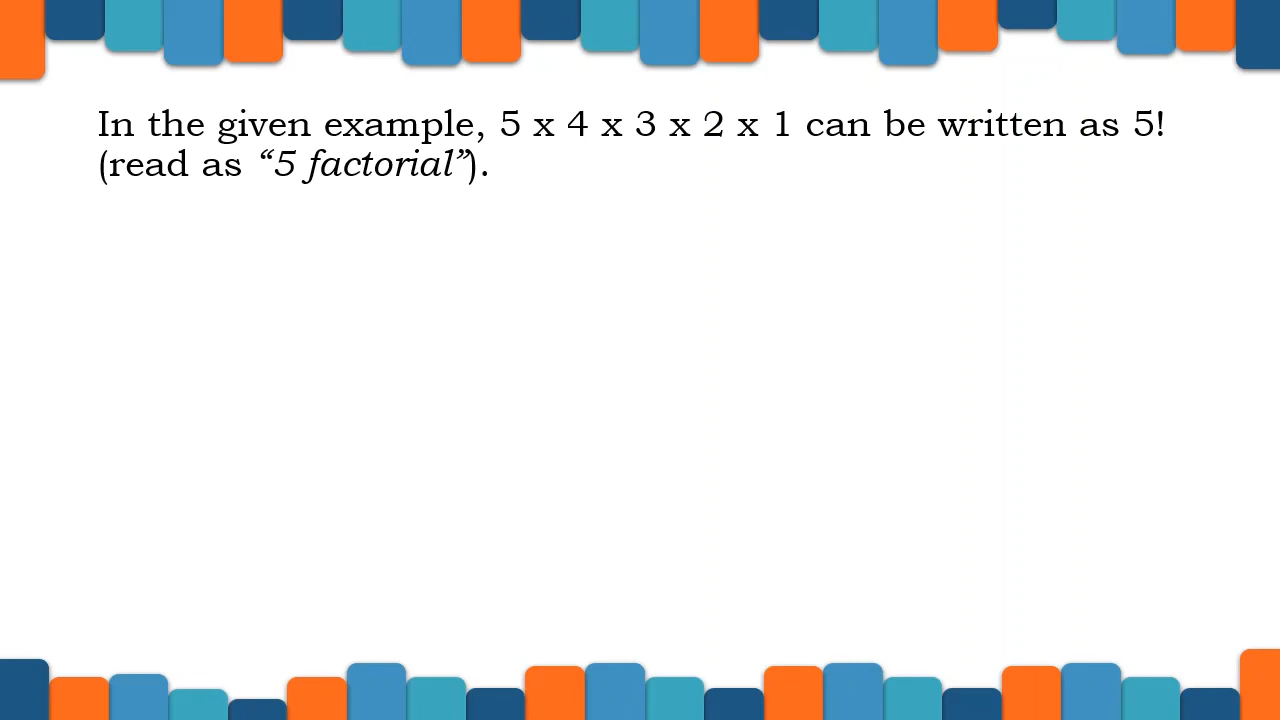 In the given example, 5 x 4 x 3 x 2 x 1 can be written as 5!
(read as “5 factorial”).